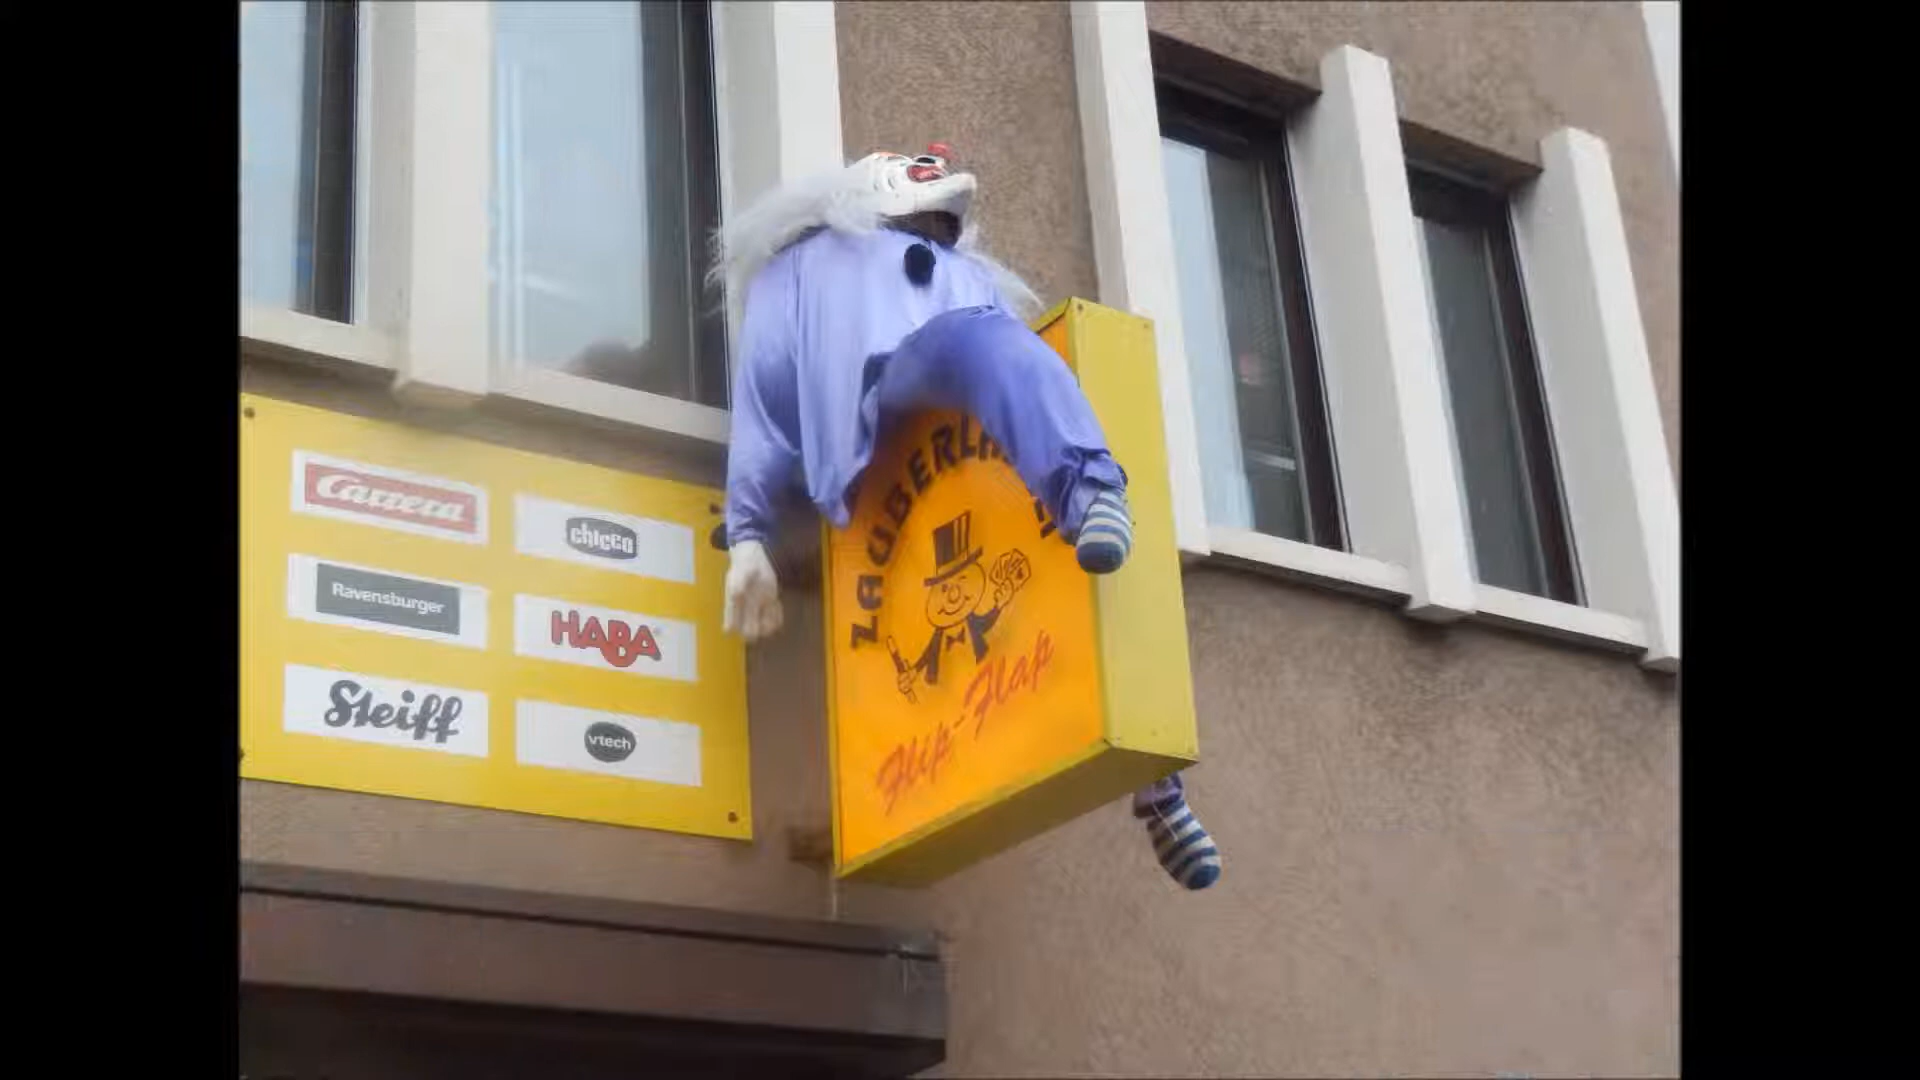 Carrera
chicco
Ravensburger
HABA
Steiff
vtech
Flip-Flap